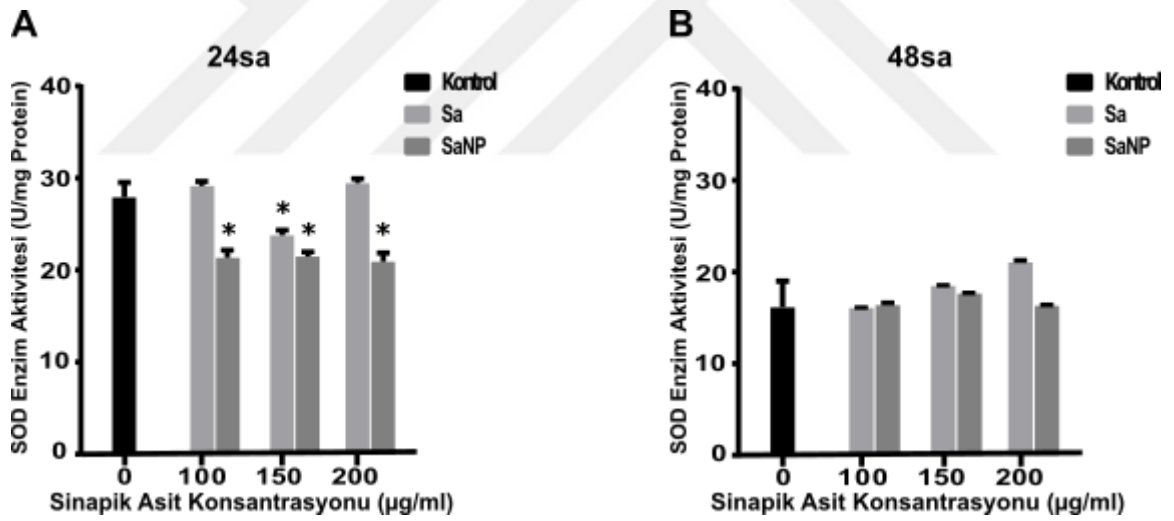 A
24sa
SOD Enzim Aktivitesi (U/mg Protein)
40
30
20
10
0
Kontrol
Sa
SaNP
*
*
*
*
0 100 150 200
Sinapik Asit Konsantrasyonu (µg/ml)
B
48sa
SOD Enzim Aktivitesi (U/mg Protein)
40
30
20
10
0
Kontrol
Sa
SaNP
0 100 150 200
Sinapik Asit Konsantrasyonu (µg/ml)